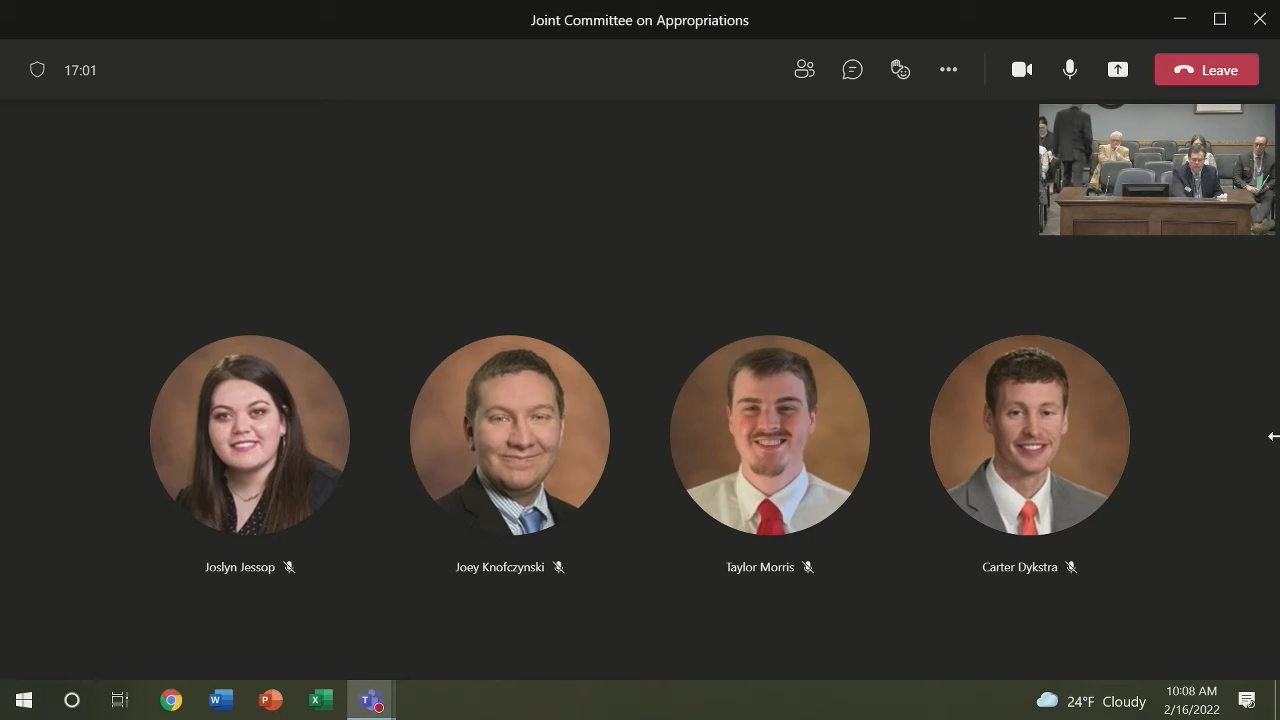 Joint Committee on Appropriations
17:01
Leave
Joslyn Jessop
Joey Knofczynski
Taylor Morris
Carter Dykstra
W
P
X
T
24°F Cloudy
10:08 AM
2/16/2022